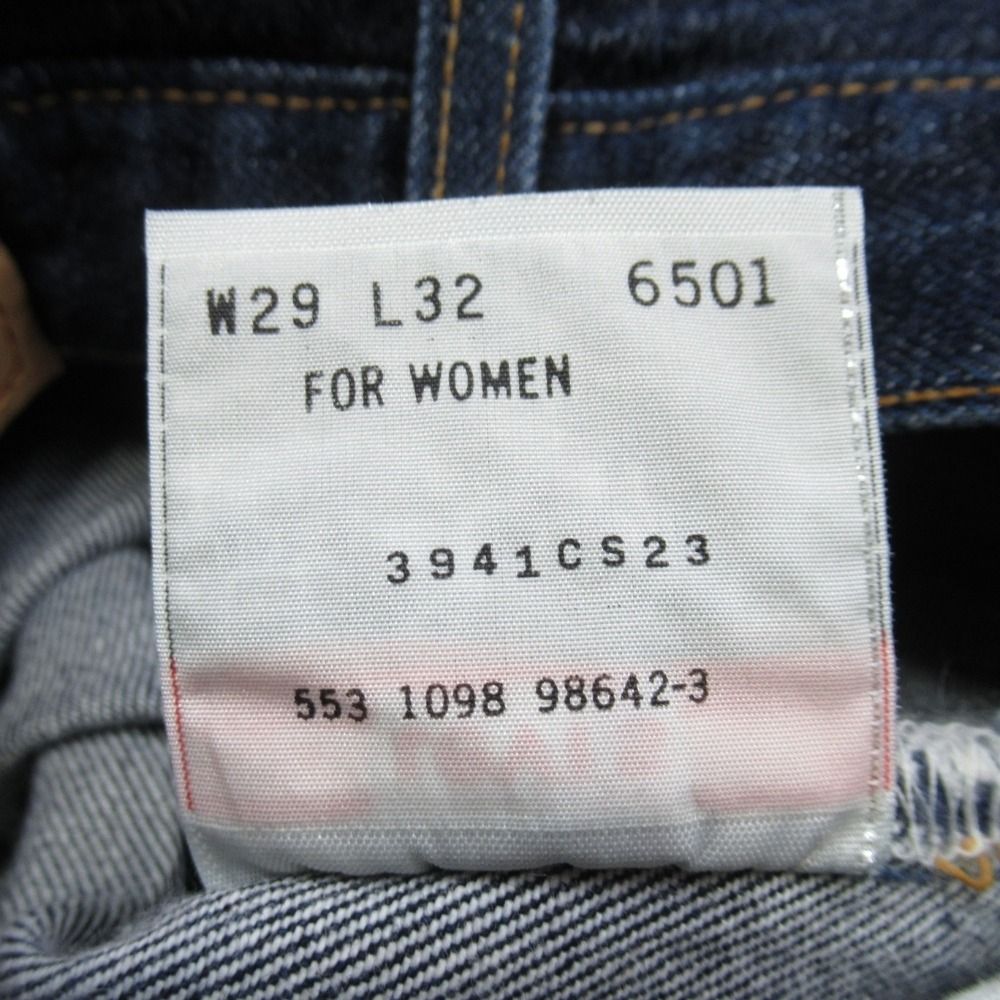 W29 L32 6501
FOR WOMEN
3941CS23
553 1098 98642-3